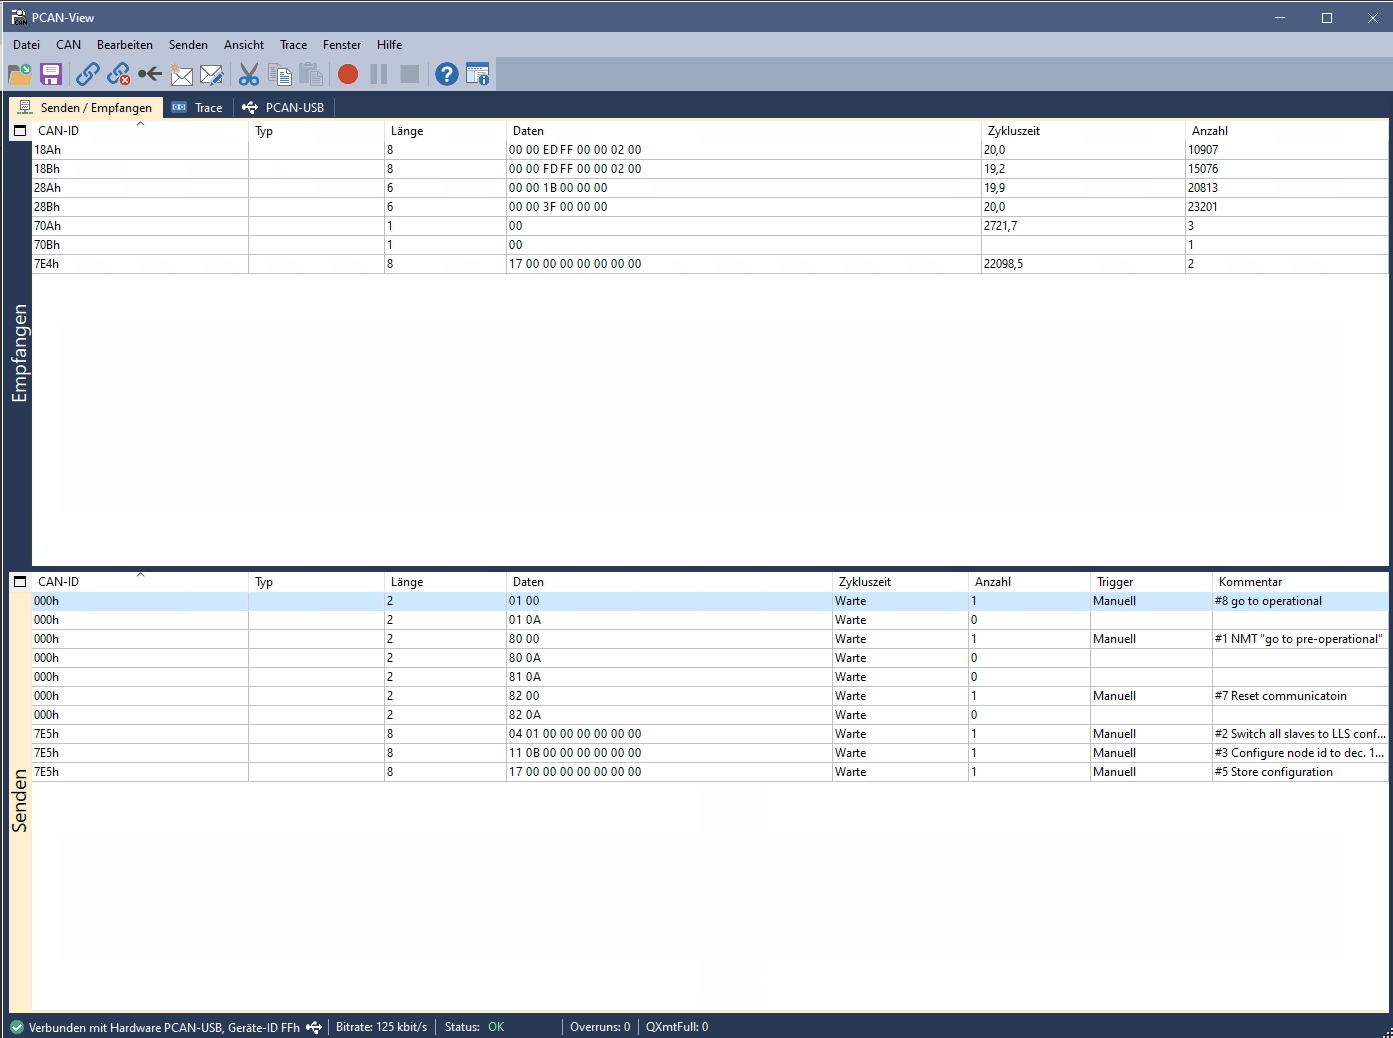 PCAN-View
Datei CAN Bearbeiten Senden Ansicht Trace Fenster Hilfe
Senden / Empfangen Trace PCAN-USB
CAN-ID Typ Länge Daten Zykluszeit Anzahl
18Ah 8 00 00 ED FF 00 00 02 00 20,0 10907
18Bh 8 00 00 FD FF 00 00 02 00 19,2 15076
28Ah 6 00 00 1B 00 00 00 19,9 20813
28Bh 6 00 00 3F 00 00 00 20,0 23201
70Ah 1 00 2721,7 3
70Bh 1 00 1
7E4h 8 17 00 00 00 00 00 00 00 22098,5 2
Empfangen
CAN-ID Typ Länge Daten Zykluszeit Anzahl Trigger Kommentar
000h 2 01 00 Warte 1 Manuell #8 go to operational
000h 2 01 0A Warte 0
000h 2 80 00 Warte 1 Manuell #1 NMT "go to pre-operational"
000h 2 80 0A Warte 0
000h 2 81 0A Warte 0
000h 2 82 00 Warte 1 Manuell #7 Reset communicatoin
000h 2 82 0A Warte 0
7E5h 8 04 01 00 00 00 00 00 00 Warte 1 Manuell #2 Switch all slaves to LLS conf...
7E5h 8 11 0B 00 00 00 00 00 00 Warte 1 Manuell #3 Configure node id to dec. 1...
7E5h 8 17 00 00 00 00 00 00 00 Warte 1 Manuell #5 Store configuration
Senden
Verbunden mit Hardware PCAN-USB, Geräte-ID FFh Bitrate: 125 kbit/s Status: OK Overruns: 0 QXmtFull: 0